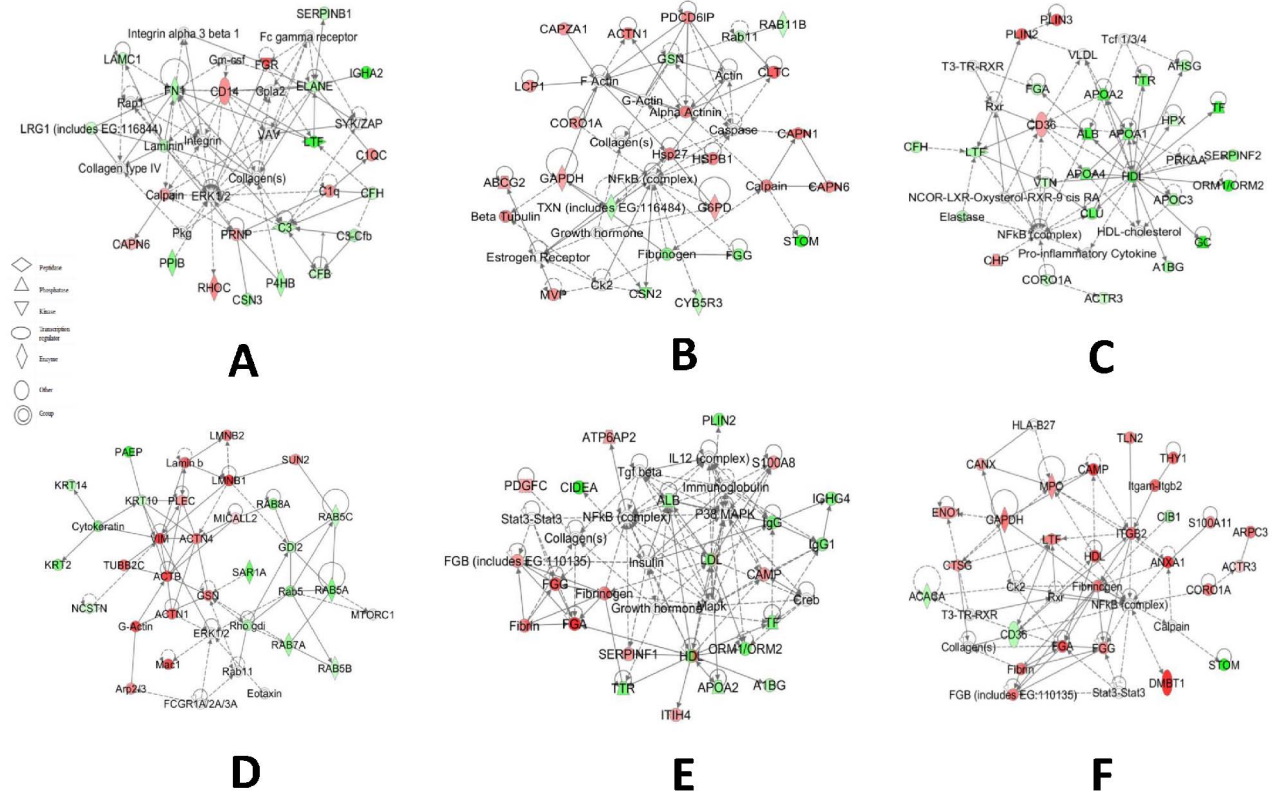 SERPINB1
Integrin alpha 3 beta 1
Fc gamma receptor
LAMC1
Gm-csf
FGR
IGHA2
FN1
CD14
Cpla2
ELANE
Rap1
LRG1 (includes EG:116844)
VAV
SYK/ZAP
Laminin
Integrin
LTF
C1QC
Collagen type IV
Collagen(s)
Calpain
ERK1/2
C1q
CFH
Pkg
PRNP
C3
C3-Cfb
CAPN6
PPIB
CFB
RHOC
P4HB
CSN3
A
PDCD6IP
RAB11B
CAPZA1
ACTN1
Rab11
GSN
CLTC
LCP1
F Actin
Actin
G-Actin
Alpha Actinin
CORO1A
Caspase
CAPN1
Collagen(s)
Hsp27
HSPB1
ABCG2
GAPDH
NFkB (complex)
Calpain
CAPN6
TXN (includes EG:116484)
G6PD
Beta Tubulin
Growth hormone
STOM
Estrogen Receptor
Fibrinogen
FGG
MVP
Ck2
CSN2
CYB5R3
B
PLIN3
PLIN2
Tcf 1/3/4
VLDL
T3-TR-RXR
AHSG
TTR
FGA
APOA2
Rxr
TF
HPX
CD36
ALB
APOA1
CFH
LTF
PRKAA
SERPINF2
APOA4
HDL
ORM1/ORM2
VTN
NCOR-LXR-Oxysterol-RXR-9 cis RA
APOC3
Elastase
CLU
NFkB (complex)
HDL-cholesterol
GC
CHP
Pro-inflammatory Cytokine
A1BG
CORO1A
ACTR3
C
Peptidase
Phosphatase
Kinase
Transcription
regulator
Enzyme
Other
Group
LMNB2
PAEP
Lamin b
SUN2
KRT14
LMNB1
KRT10
PLEC
RAB8A
MICALL2
RAB5C
Cytokeratin
VIM
ACTN4
GDI2
KRT2
TUBB2C
ACTB
SAR1A
NCSTN
GSN
Rab5
RAB5A
ACTN1
MTORC1
G-Actin
ERK1/2
Rho gdi
RAB7A
Mac1
Rab11
RAB5B
Arp2/3
Eotaxin
FCGR1A/2A/3A
D
PLIN2
ATP6AP2
IL12 (complex)
S100A8
Tgf beta
PDGFC
CIDEA
Immunoglobulin
ALB
IGHG4
Stat3-Stat3
NFkB (complex)
P38 MAPK
IgG
Collagen(s)
IgG1
FGB (includes EG:110135)
Insulin
LDL
CAMP
FGG
Fibrinogen
Growth hormone
Mapk
Creb
Fibrin
FGA
TF
SERPINF1
HDL
ORM1/ORM2
TTR
APOA2
A1BG
ITIH4
E
HLA-B27
TLN2
CANX
CAMP
THY1
MPO
Itgam-Itgb2
ENO1
GAPDH
CIB1
S100A11
ARPC3
LTF
ITGB2
HDL
CTSG
ANXA1
ACTR3
ACACA
Ck2
Rxr
Fibrinogen
CORO1A
T3-TR-RXR
NFkB (complex)
CD36
Calpain
Collagen(s)
FGA
FGG
Fibrin
STOM
DMBT1
FGB (includes EG:110135)
Stat3-Stat3
F